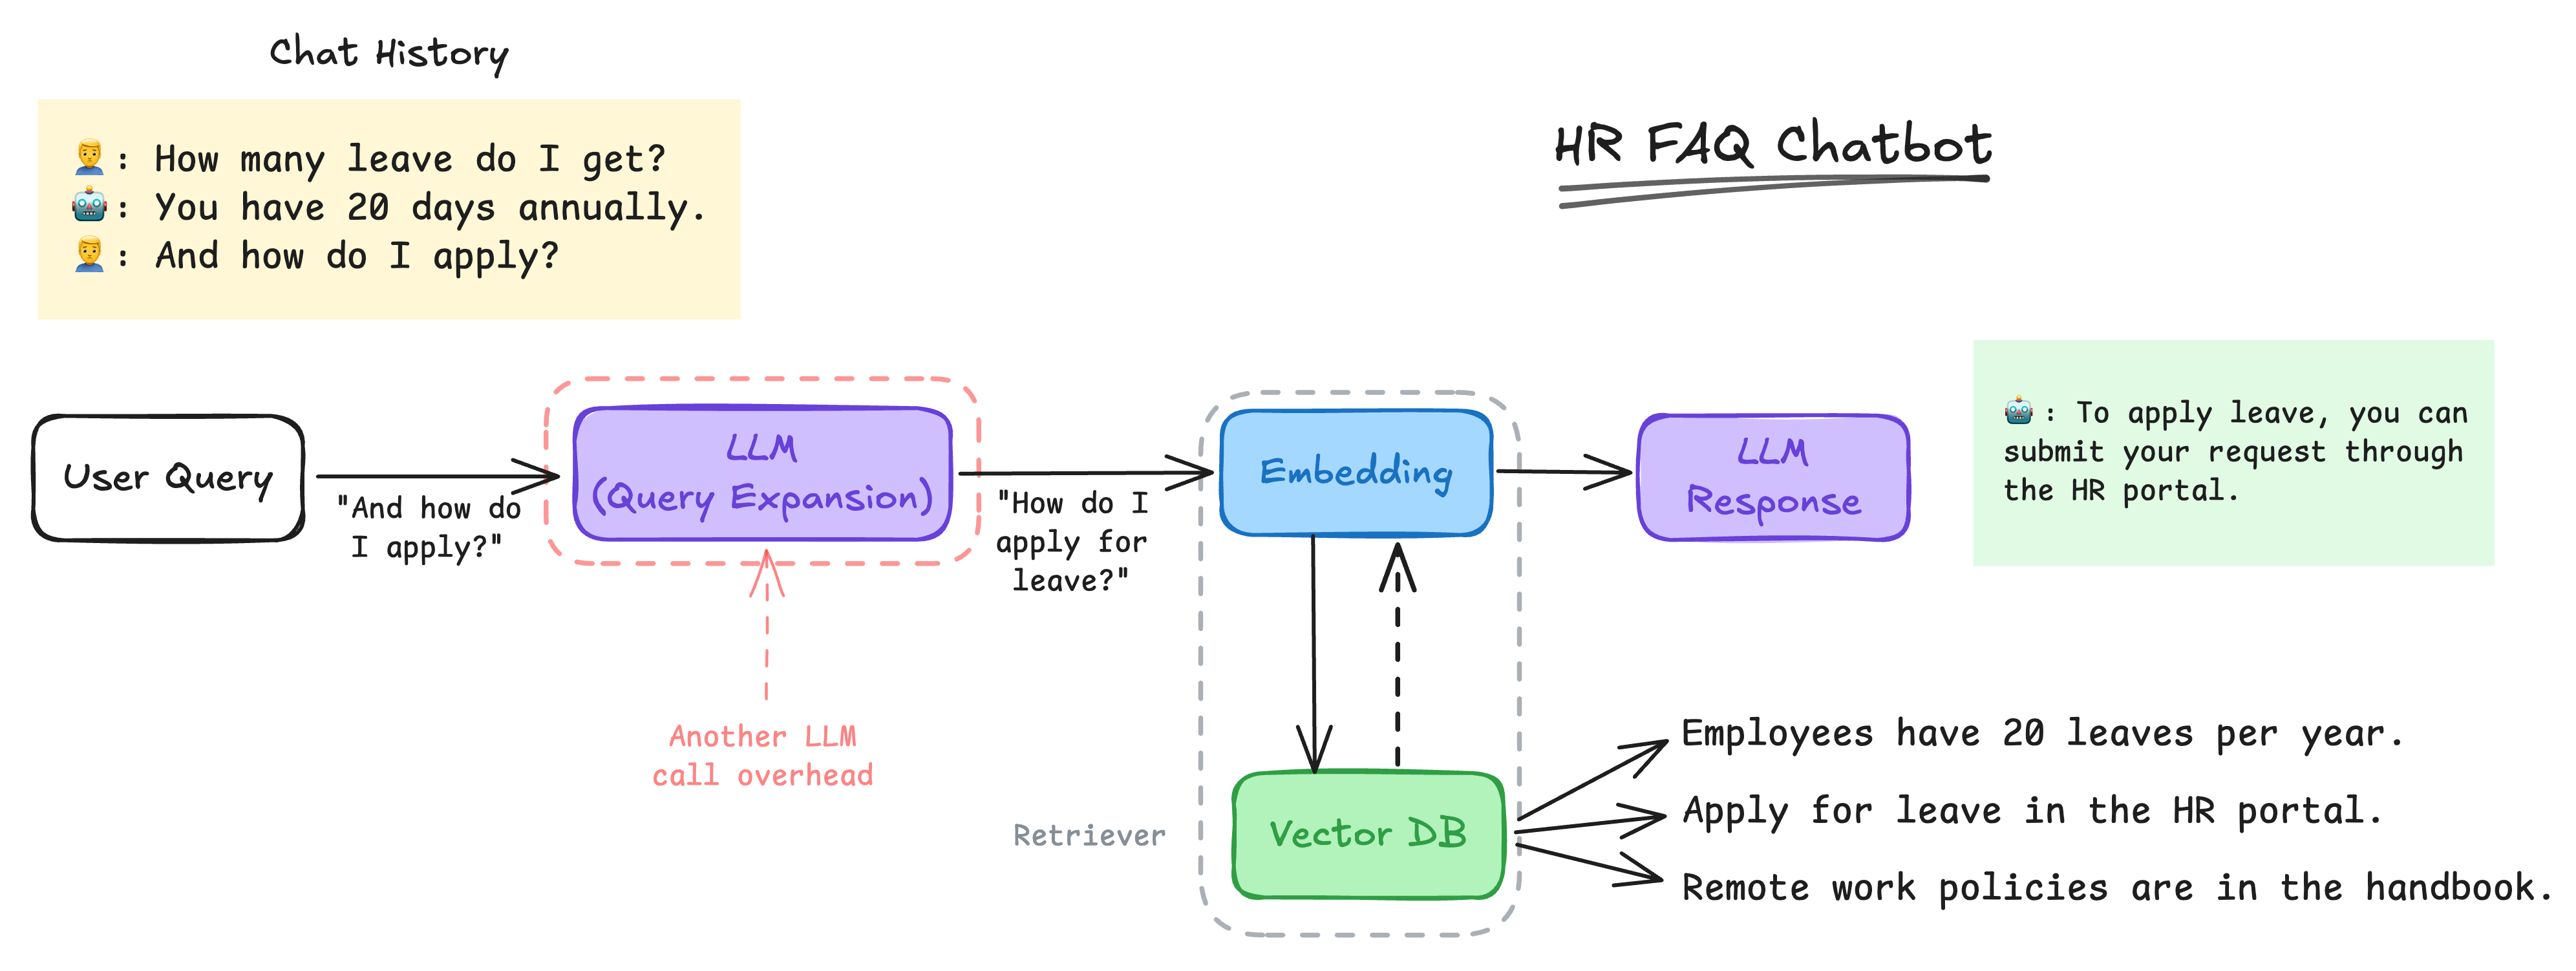 Chat History
👨: How many leave do I get?
🤖: You have 20 days annually.
👨: And how do I apply?
HR FAQ Chatbot
User Query
"And how do
I apply?"
LLM
(Query Expansion)
Another LLM
call overhead
"How do I
apply for
leave?"
Embedding
LLM
Response
🤖: To apply leave, you can
submit your request through
the HR portal.
Retriever
Vector DB
Employees have 20 leaves per year.
Apply for leave in the HR portal.
Remote work policies are in the handbook.